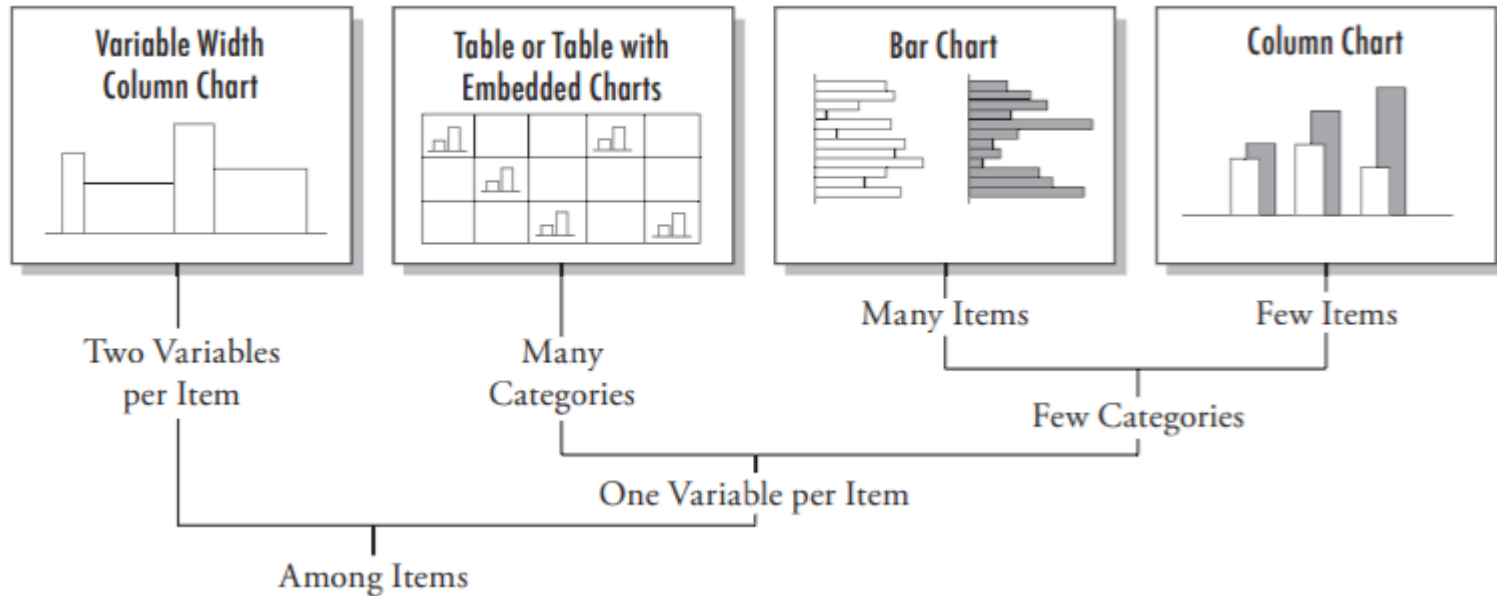 Variable Width
Column Chart
Table or Table with
Embedded Charts
Bar Chart
Column Chart
Many Items
Few Items
Two Variables
per Item
Many
Categories
Few Categories
One Variable per Item
Among Items